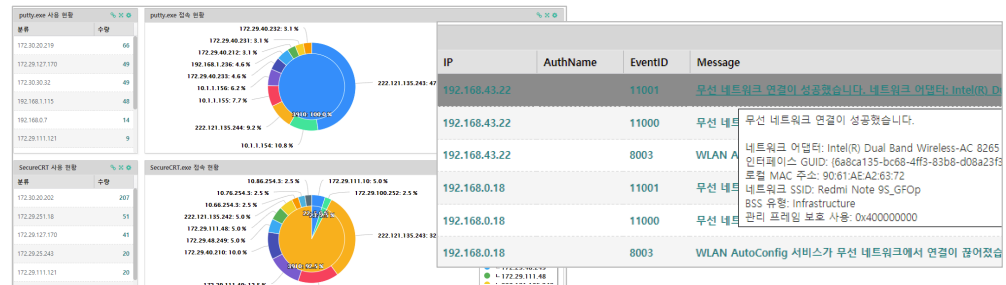 putty.exe 사용 현황
분류 수량
172.30.20.219 66
172.29.127.170 49
172.30.30.32 49
192.168.1.115 48
192.168.0.7 14
172.29.111.121 9
putty.exe 접속 현황
172.29.40.232: 3.1 %
172.29.40.231: 3.1 %
172.29.40.212: 3.1 %
192.168.1.236: 4.6 %
172.29.40.233: 4.6 %
10.1.1.156: 6.2 %
10.1.1.155: 7.7 %
222.121.135.244: 9.2 %
10.1.1.154: 10.8 %
222.121.135.243: 47
100.0 %
SecureCRT 사용 현황
분류 수량
172.30.20.202 207
172.29.251.18 51
172.29.127.170 41
172.29.25.243 20
172.29.111.121 20
SecureCRT.exe 접속 현황
10.86.254.3: 2.5 %
10.76.254.3: 2.5 %
10.66.254.3: 2.5 %
222.121.135.242: 5.0 %
172.29.111.48: 5.0 %
172.29.48.249: 5.0 %
172.29.40.210: 10.0 %
172.29.111.10: 5.0 %
172.29.100.252: 2.5 %
222.121.135.243: 32
172.29.111.48
IP AuthName EventID Message
192.168.43.22 11001 무선 네트워크 연결이 성공했습니다. 네트워크 어댑터: Intel(R) Du
192.168.43.22 11000 무선 네트
192.168.43.22 8003 WLAN A
192.168.0.18 11001 무선 네트
192.168.0.18 11000 무선 네트
192.168.0.18 8003 WLAN AutoConfig 서비스가 무선 네트워크에서 연결이 끊어졌습
무선 네트워크 연결이 성공했습니다.
네트워크 어댑터: Intel(R) Dual Band Wireless-AC 8265
인터페이스 GUID: {6a8ca135-bc68-4ff3-83b8-d08a23f3
로컬 MAC 주소: 90:61:AE:A2:63:72
네트워크 SSID: Redmi Note 9S_GFOp
BSS 유형: Infrastructure
관리 프레임 보호 사용: 0x400000000